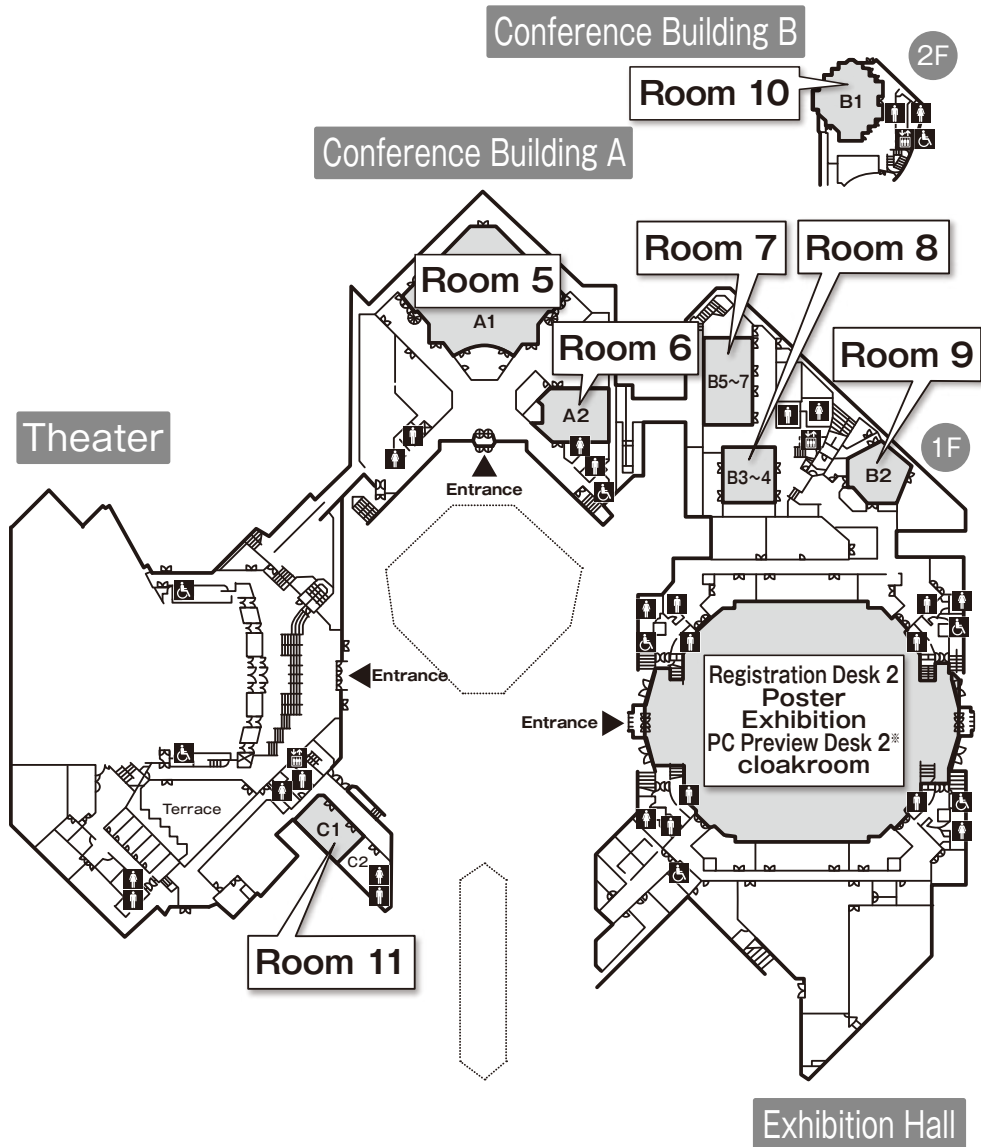 Conference Building B
2F
Room 10
B1
Conference Building A
Room 7
Room 8
Room 5
A1
Room 6
Room 9
B5~7
A2
Theater
1F
B3~4
B2
Entrance
Entrance
Registration Desk 2
Poster
Exhibition
PC Preview Desk 2※
cloakroom
Entrance
Terrace
C1
C2
Room 11
Exhibition Hall